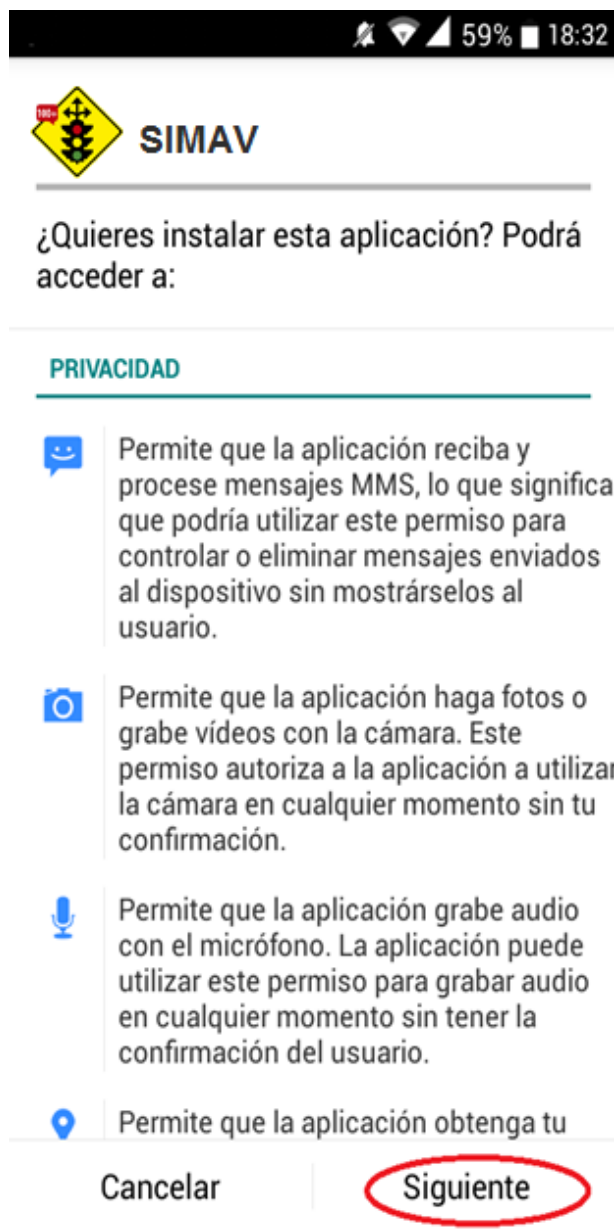 59% 18:32
100+
SIMAV
¿Quieres instalar esta aplicación? Podrá
acceder a:
PRIVACIDAD
Permite que la aplicación reciba y
procese mensajes MMS, lo que significa
que podría utilizar este permiso para
controlar o eliminar mensajes enviados
al dispositivo sin mostrárselos al
usuario.
Permite que la aplicación haga fotos o
grabe vídeos con la cámara. Este
permiso autoriza a la aplicación a utilizar
la cámara en cualquier momento sin tu
confirmación.
Permite que la aplicación grabe audio
con el micrófono. La aplicación puede
utilizar este permiso para grabar audio
en cualquier momento sin tener la
confirmación del usuario.
Permite que la aplicación obtenga tu
Cancelar Siguiente